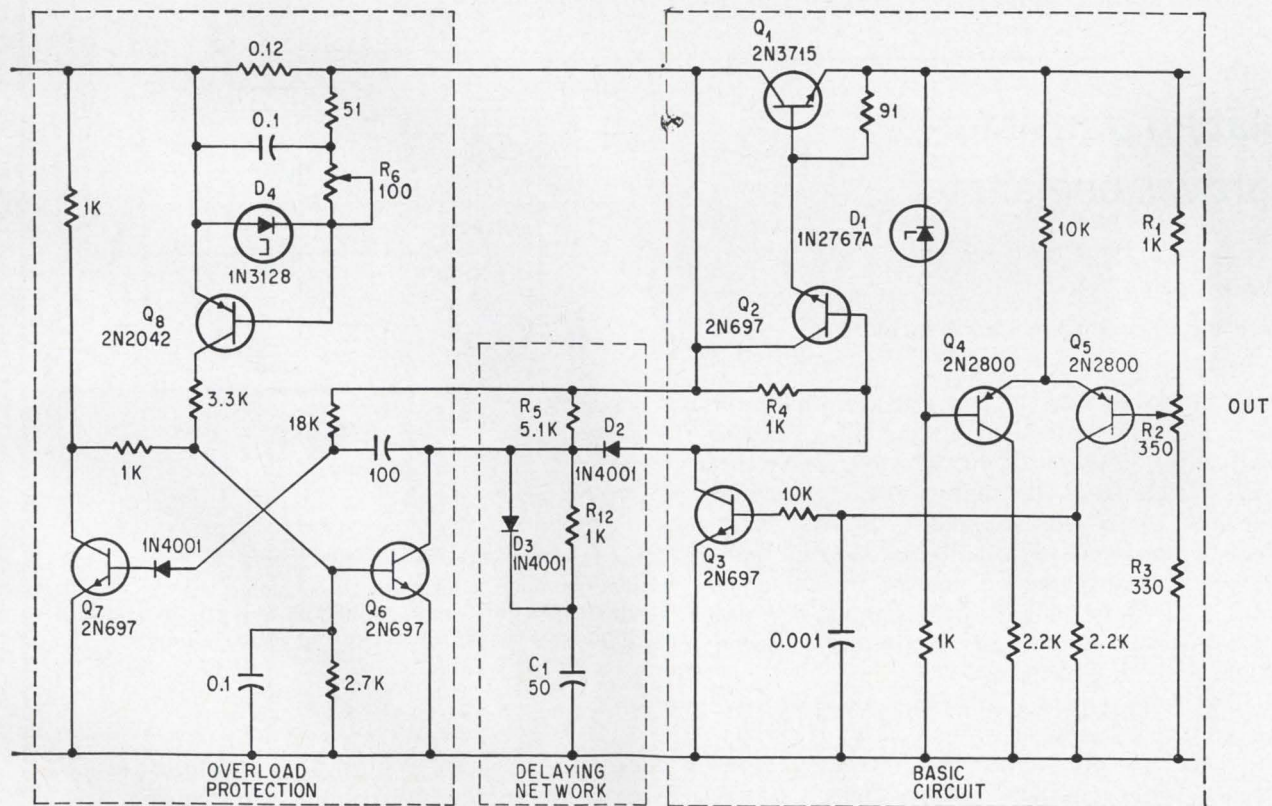 0.12
51
0.1
R6
100
D4
1K
1N3128
Q8
2N2042
3.3K
18K
1K
100
1N4001
Q7
2N697
Q6
2N697
0.1
2.7K
OVERLOAD
PROTECTION
R5
5.1K
D2
1N4001
R12
1K
D3
1N4001
C1
50
DELAYING
NETWORK
Q1
2N3715
91
D1
1N2767A
10K
R1
1K
Q2
2N697
Q4
2N2800
Q5
2N2800
R4
1K
R2
350
OUT
10K
Q3
2N697
R3
330
0.001
1K
2.2K
2.2K
BASIC
CIRCUIT